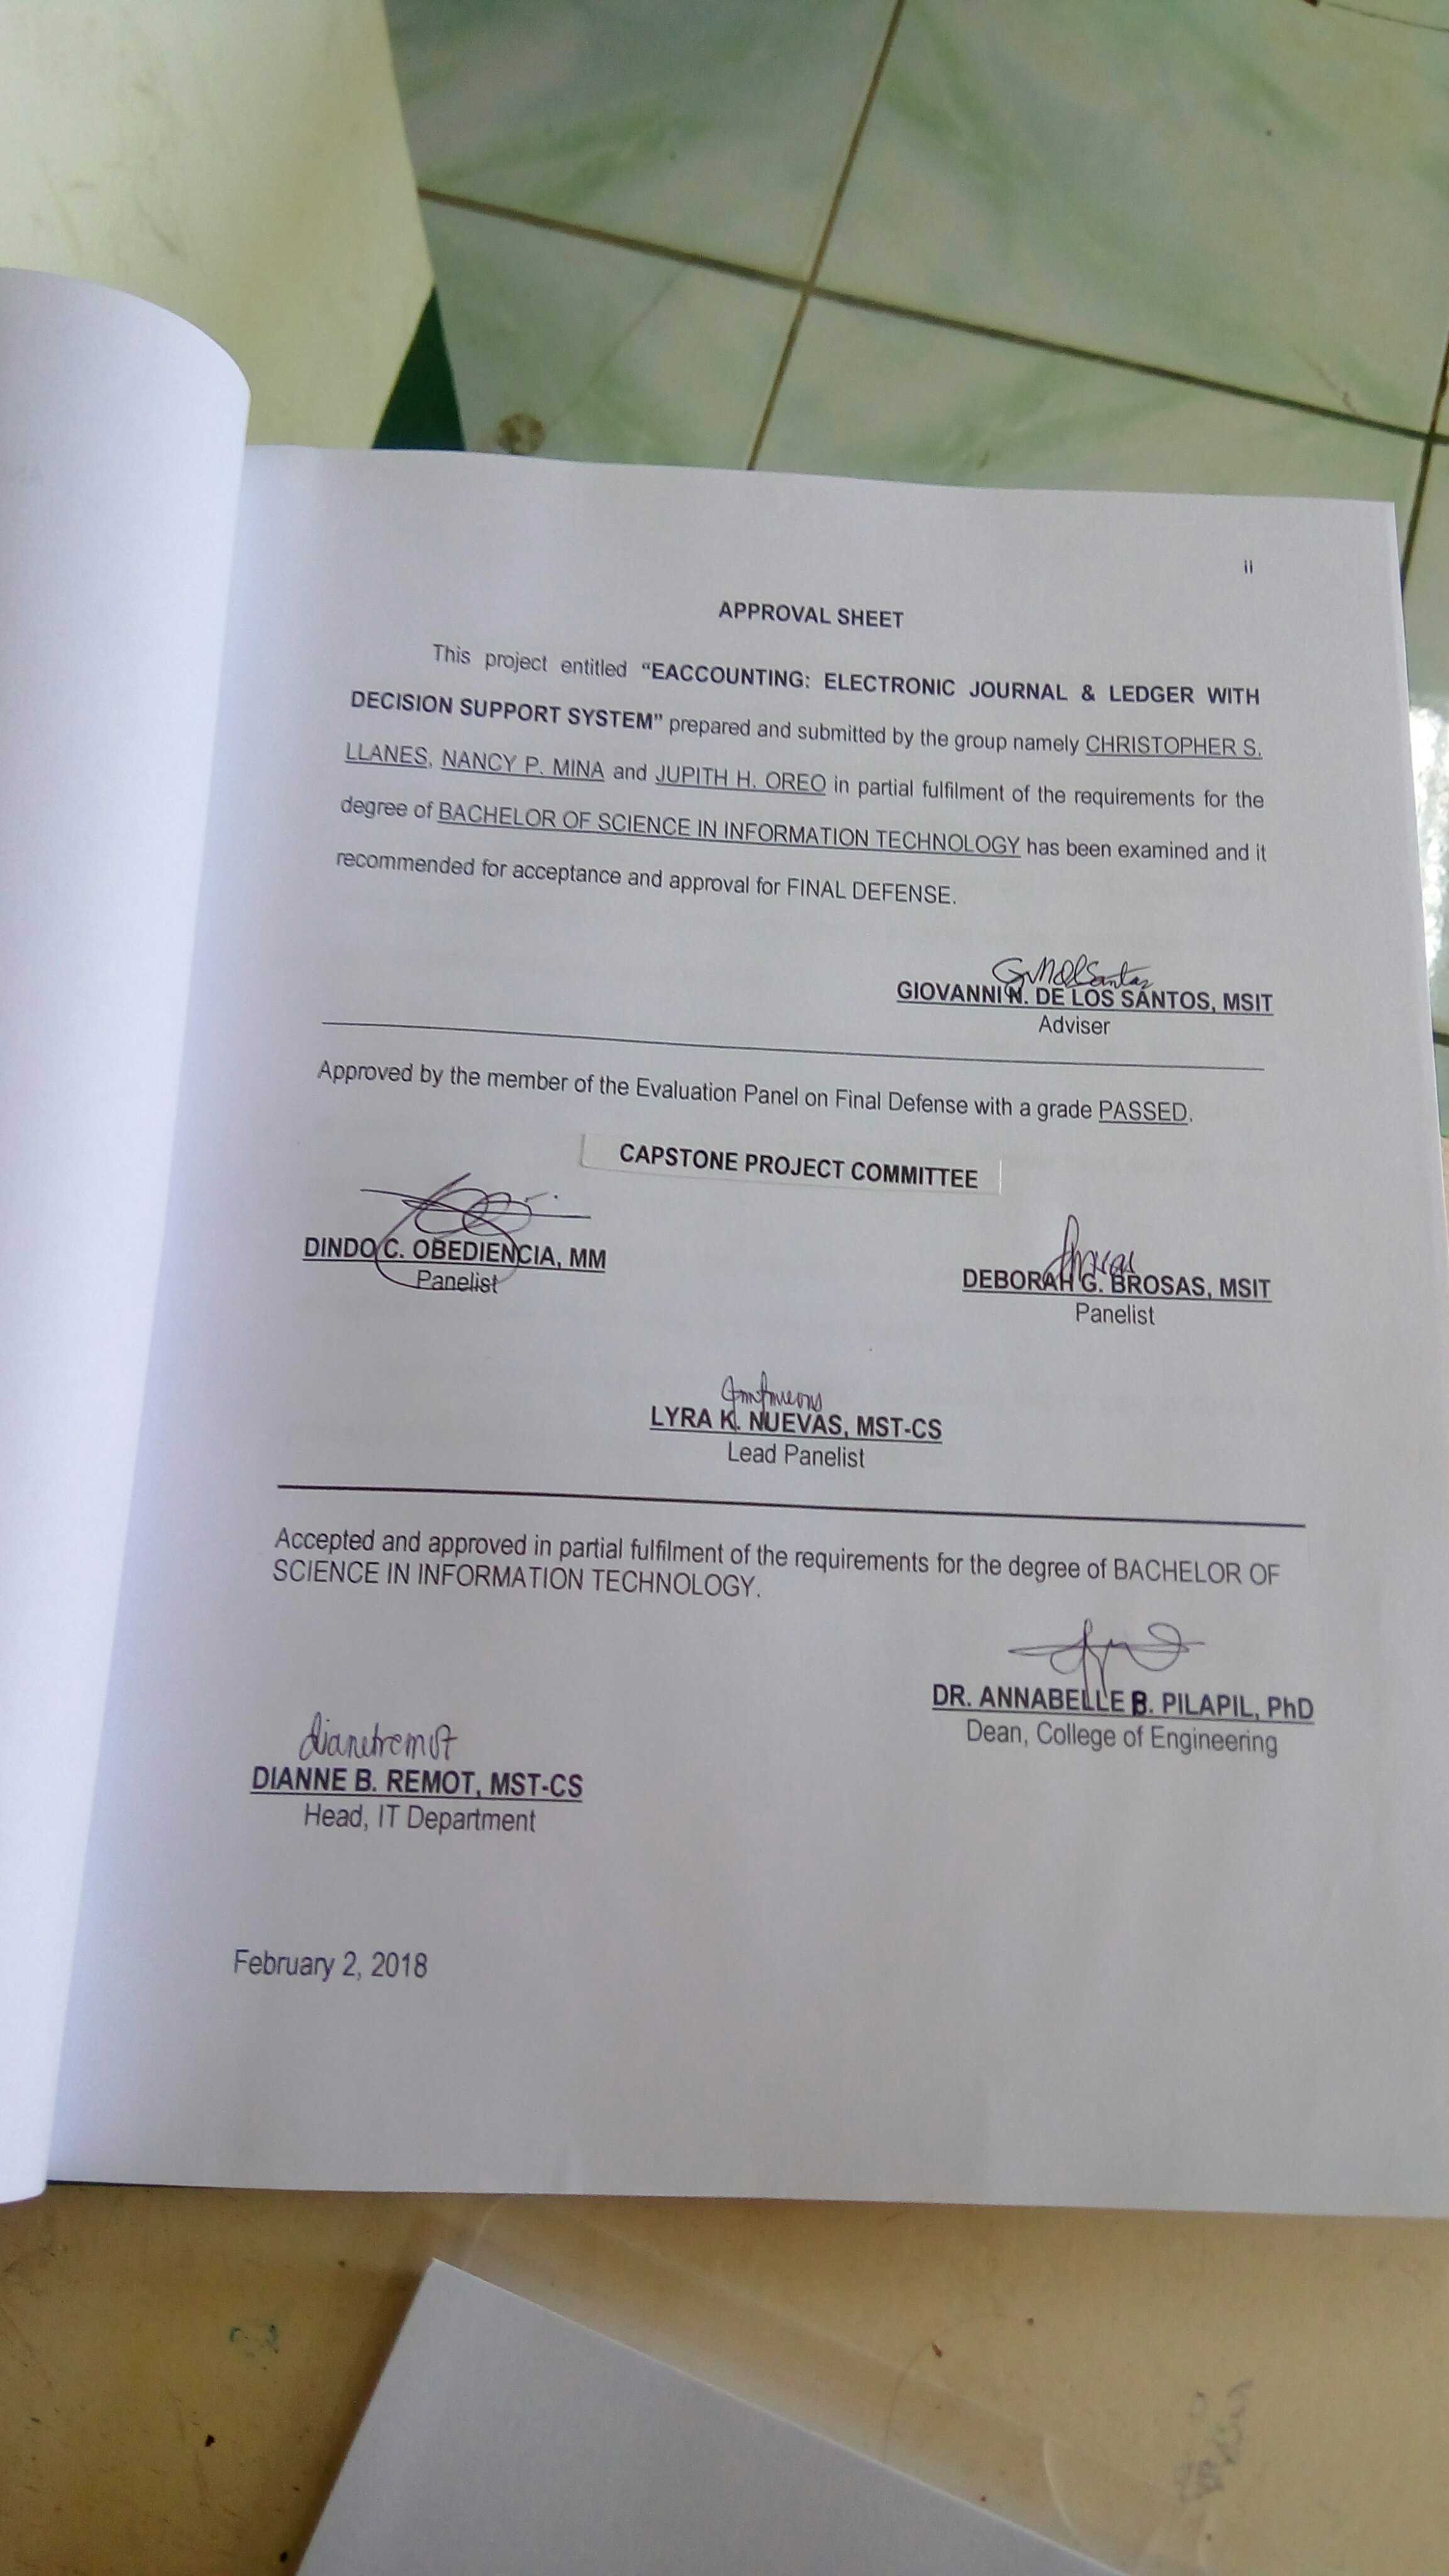 ii
APPROVAL SHEET
This project entitled “EACCOUNTING: ELECTRONIC JOURNAL & LEDGER WITH
DECISION SUPPORT SYSTEM” prepared and submitted by the group namely CHRISTOPHER S.
LLANES, NANCY P. MINA and JUPITH H. OREO in partial fulfilment of the requirements for the
degree of BACHELOR OF SCIENCE IN INFORMATION TECHNOLOGY has been examined and it
recommended for acceptance and approval for FINAL DEFENSE.
GIOVANNI N. DE LOS SANTOS, MSIT
Adviser
Approved by the member of the Evaluation Panel on Final Defense with a grade PASSED.
CAPSTONE PROJECT COMMITTEE
DINDO C. OBEDIENCIA, MM
Panelist
DEBORAH G. BROSAS, MSIT
Panelist
LYRA K. NUEVAS, MST-CS
Lead Panelist
Accepted and approved in partial fulfilment of the requirements for the degree of BACHELOR OF
SCIENCE IN INFORMATION TECHNOLOGY.
DR. ANNABELLE B. PILAPIL, PhD
Dean, College of Engineering
DIANNE B. REMOT, MST-CS
Head, IT Department
February 2, 2018